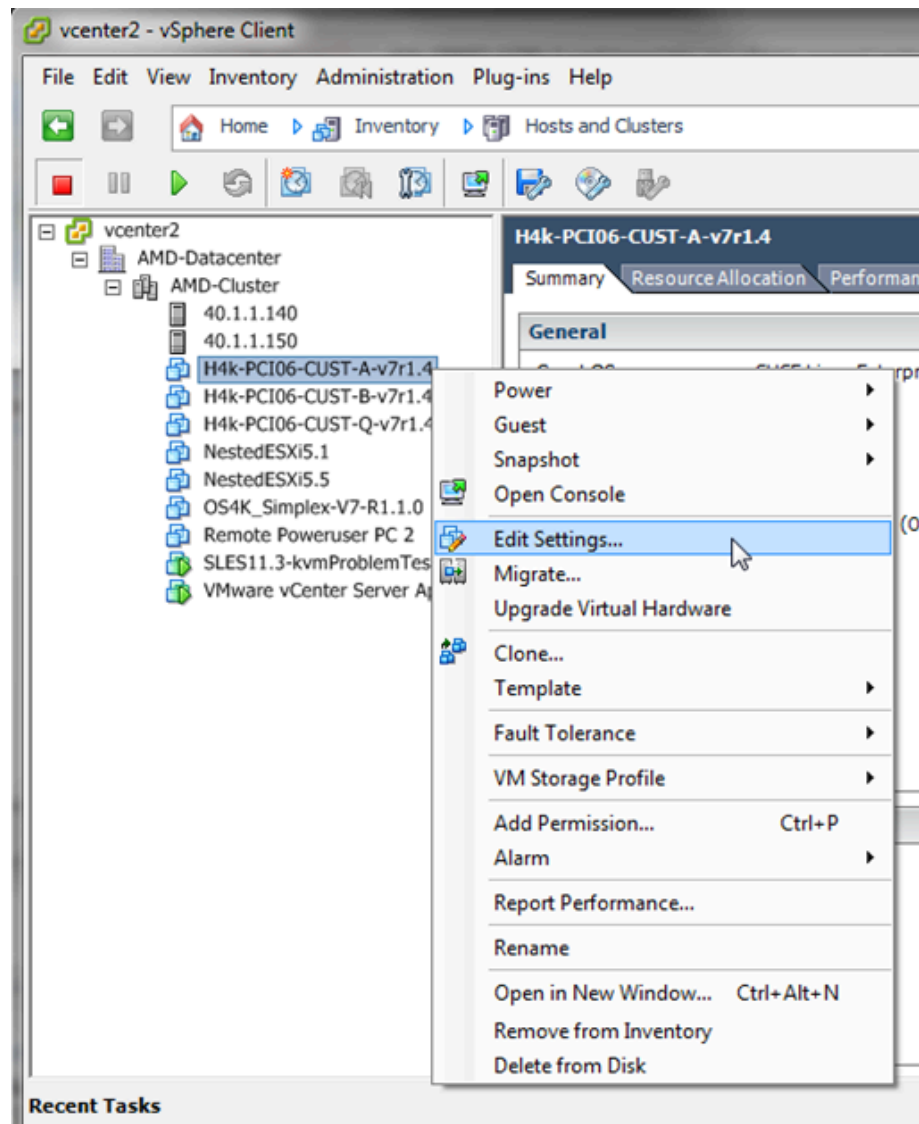 vcenter2 - vSphere Client
File Edit View Inventory Administration Plug-ins Help
Home Inventory Hosts and Clusters
vcenter2
AMD-Datacenter
AMD-Cluster
40.1.1.140
40.1.1.150
H4k-PCI06-CUST-A-v7r1.4
H4k-PCI06-CUST-B-v7r1.4
H4k-PCI06-CUST-Q-v7r1.4
NestedESXi5.1
NestedESXi5.5
OS4K_Simplex-V7-R1.1.0
Remote Poweruser PC 2
SLES11.3-kvmProblemTes
VMware vCenter Server A
H4k-PCI06-CUST-A-v7r1.4
Summary Resource Allocation Performan
General
Power
Guest
Snapshot
Open Console
Edit Settings...
Migrate...
Upgrade Virtual Hardware
Clone...
Template
Fault Tolerance
VM Storage Profile
Add Permission... Ctrl+P
Alarm
Report Performance...
Rename
Open in New Window... Ctrl+Alt+N
Remove from Inventory
Delete from Disk
Recent Tasks